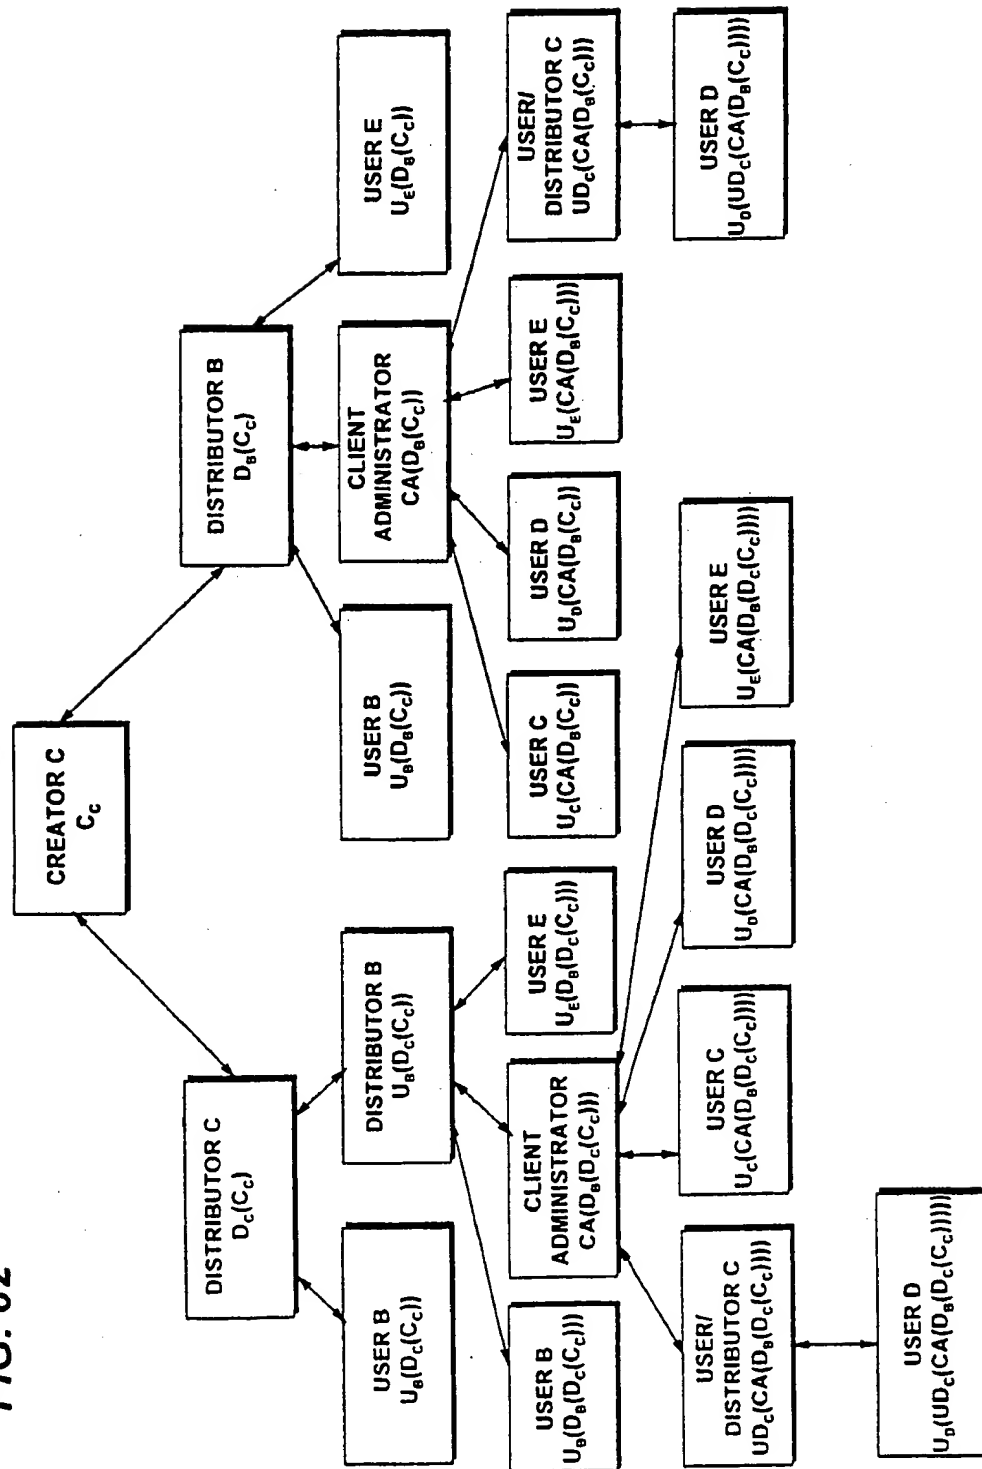 FIG. 82
CREATOR C
C_C
DISTRIBUTOR C
D_C(C_C)
DISTRIBUTOR B
D_B(C_C)
USER B
U_B(D_C(C_C))
DISTRIBUTOR B
U_B(D_C(C_C))
USER B
U_B(D_B(C_C))
CLIENT
ADMINISTRATOR
CA(D_B(C_C))
USER E
U_E(D_B(C_C))
USER B
U_B(D_B(D_C(C_C)))
CLIENT
ADMINISTRATOR
CA(D_B(D_C(C_C)))
USER E
U_E(D_B(D_C(C_C)))
USER C
U_C(CA(D_B(C_C))
USER D
U_D(CA(D_B(C_C))
USER E
U_E(CA(D_B(C_C)))
USER/
DISTRIBUTOR C
UD_C(CA(D_B(C_C)))
USER/
DISTRIBUTOR C
UD_C(CA(D_B(D_C(C_C))))
USER C
U_C(CA(D_B(D_C(C_C))))
USER D
U_D(CA(D_B(D_C(C_C))))
USER E
U_E(CA(D_B(D_C(C_C))))
USER D
U_D(UD_C(CA(D_B(C_C))))
USER D
U_D(UD_C(CA(D_B(D_C(C_C)))))